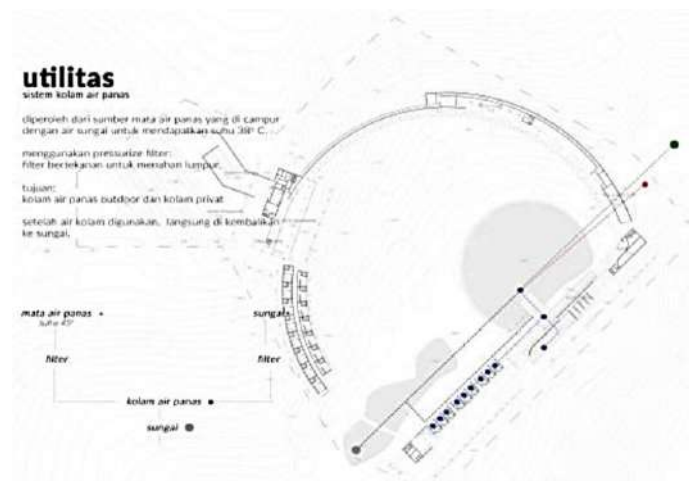 utilitas
sistem kolam air panas
diperoleh dari sumber mata air panas yang di campur
dengan air sungai untuk mendapatkan suhu 38° C.
menggunakan pressurize filter:
filter bertekanan untuk menahan lumpur.
tujuan:
kolam air panas outdoor dan kolam privat
setelah air kolam digunakan, langsung di kembalikan
ke sungai.
mata air panas
suhu 45°
sungai
filter
filter
kolam air panas
sungai